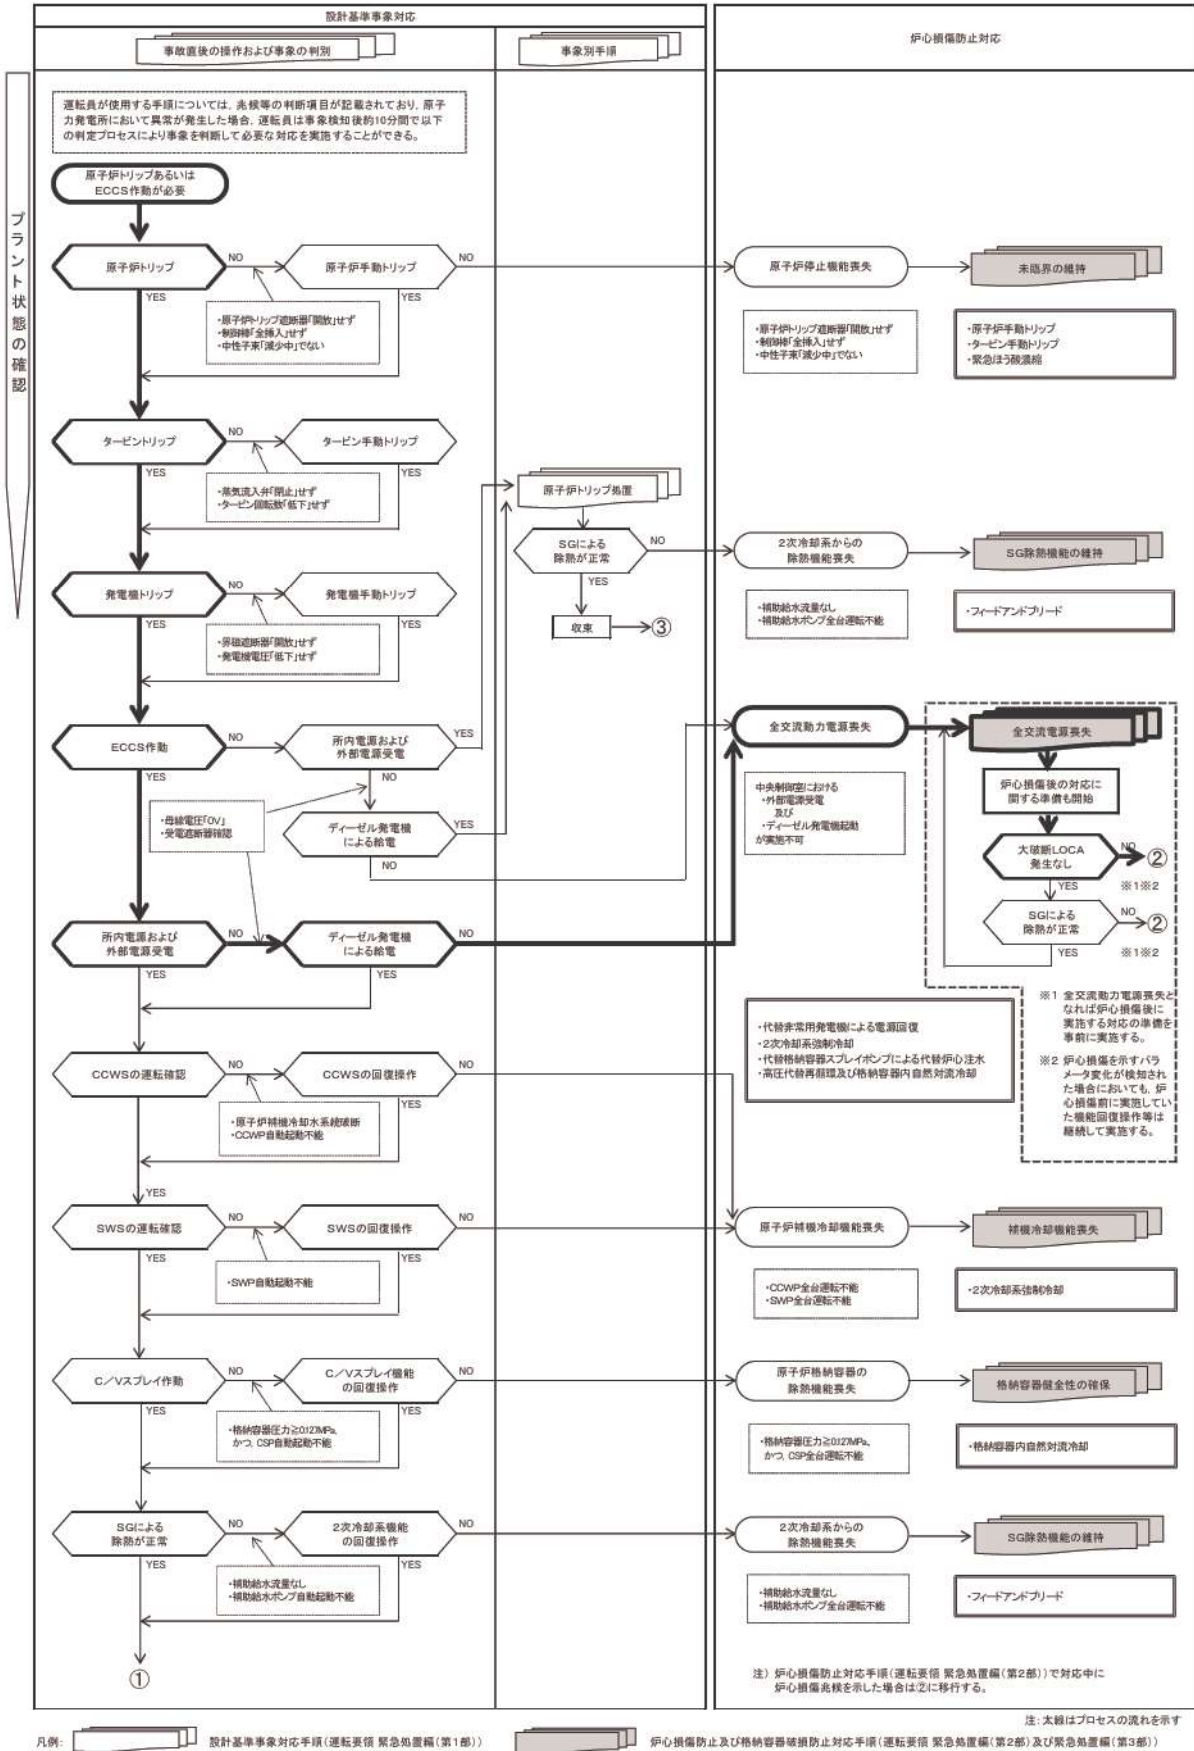 設計基準事象対応
事故直後の操作および事象の判別
事象別手順
炉心損傷防止対応
プラント状態の確認
運転員が使用する手順については、兆候等の判断項目が記載されており、原子
力発電所において異常が発生した場合、運転員は事象検知後約10分間で以下
の判定プロセスにより事象を判断して必要な対応を実施することができる。
原子炉トリップあるいは
ECCS作動が必要
原子炉トリップ
NO
YES
原子炉手動トリップ
NO
YES
・原子炉トリップ遮断器「開放」せず
・制御棒「全挿入」せず
・中性子束「減少中」でない
原子炉停止機能喪失
未臨界の維持
・原子炉トリップ遮断器「開放」せず
・制御棒「全挿入」せず
・中性子束「減少中」でない
・原子炉手動トリップ
・タービン手動トリップ
・緊急ほう酸濃縮
タービントリップ
NO
YES
タービン手動トリップ
YES
・蒸気流入弁「閉止」せず
・タービン回転数「低下」せず
原子炉トリップ処置
SGによる
除熱が正常
NO
YES
収束
③
2次冷却系からの
除熱機能喪失
SG除熱機能の維持
・補助給水流量なし
・補助給水ポンプ全台運転不能
・フィードアンドブリード
発電機トリップ
NO
YES
発電機手動トリップ
YES
・界磁遮断器「開放」せず
・発電機電圧「低下」せず
ECCS作動
NO
YES
所内電源および
外部電源受電
YES
NO
・母線電圧「0V」
・受電遮断器確認
ディーゼル発電機
による給電
YES
NO
全交流動力電源喪失
全交流電源喪失
中央制御室における
・外部電源受電
及び
・ディーゼル発電機起動
が実施不可
炉心損傷後の対応に
関する準備も開始
大破断LOCA
発生なし
NO
②
YES
※1※2
SGによる
除熱が正常
NO
②
YES
※1※2
所内電源および
外部電源受電
NO
YES
ディーゼル発電機
による給電
NO
YES
・代替非常用発電機による電源回復
・2次冷却系強制冷却
・代替格納容器スプレイポンプによる代替炉心注水
・高圧代替再循環及び格納容器内自然対流冷却
※1 全交流動力電源喪失と
なれば炉心損傷後に
実施する対応の準備を
事前に実施する。
※2 炉心損傷を示すパラ
メータ変化が検知され
た場合においても、炉
心損傷前に実施してい
た機能回復操作等は
継続して実施する。
CCWSの運転確認
NO
YES
CCWSの回復操作
NO
YES
・原子炉補機冷却水系統破断
・CCWP自動起動不能
SWSの運転確認
NO
YES
SWSの回復操作
NO
YES
・SWP自動起動不能
原子炉補機冷却機能喪失
補機冷却機能喪失
・CCWP全台運転不能
・SWP全台運転不能
・2次冷却系強制冷却
C/Vスプレイ作動
NO
YES
C/Vスプレイ機能
の回復操作
NO
YES
・格納容器圧力≧0.127MPa、
かつ、CSP自動起動不能
原子炉格納容器の
除熱機能喪失
格納容器健全性の確保
・格納容器圧力≧0.127MPa、
かつ、CSP全台運転不能
・格納容器内自然対流冷却
SGによる
除熱が正常
NO
YES
2次冷却系機能
の回復操作
NO
YES
・補助給水流量なし
・補助給水ポンプ自動起動不能
2次冷却系からの
除熱機能喪失
SG除熱機能の維持
・補助給水流量なし
・補助給水ポンプ全台運転不能
・フィードアンドブリード
①
注) 炉心損傷防止対応手順(運転要領 緊急処置編(第2部))で対応中に
炉心損傷兆候を示した場合は②に移行する。
注:太線はプロセスの流れを示す
凡例:
設計基準事象対応手順(運転要領 緊急処置編(第1部))
炉心損傷防止及び格納容器破損防止対応手順(運転要領 緊急処置編(第2部)及び緊急処置編(第3部))